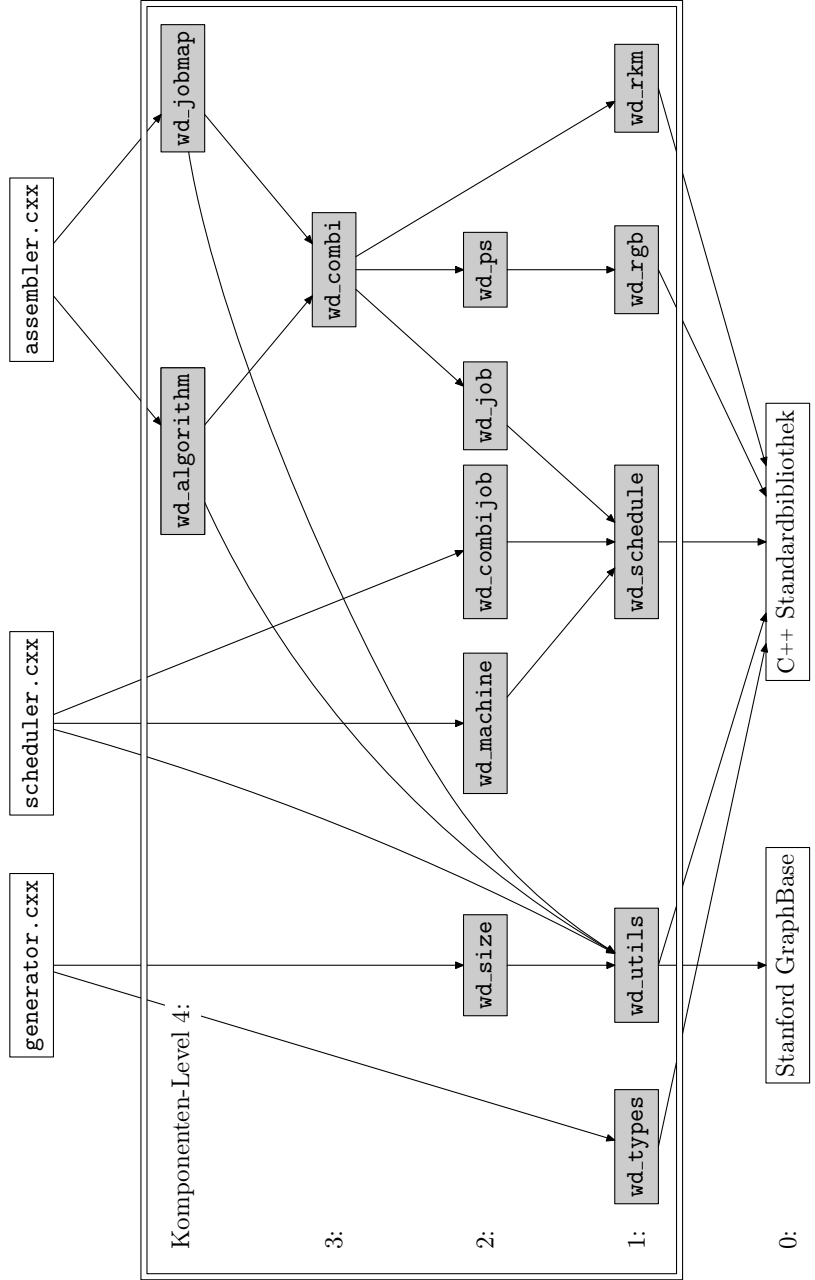 generator.cxx
scheduler.cxx
assembler.cxx
Komponenten-Level 4:
wd_algorithm
wd_jobmap
3:
wd_combi
2:
wd_size
wd_machine
wd_combijob
wd_job
wd_ps
1:
wd_types
wd_utils
wd_schedule
wd_rgb
wd_rkm
0:
Stanford GraphBase
C++ Standardbibliothek